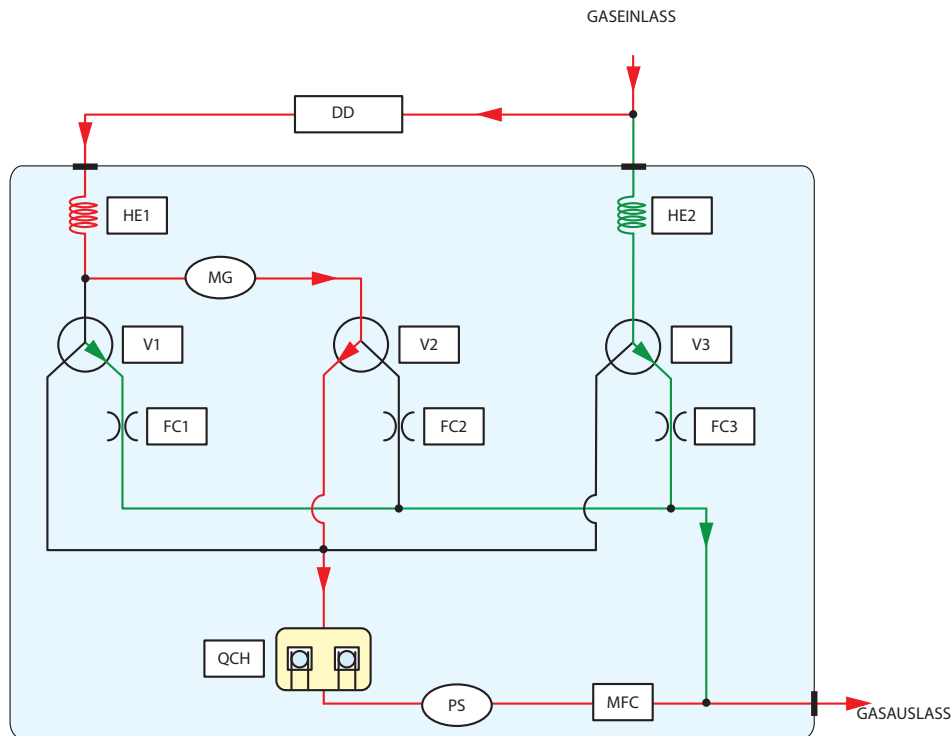 GASEINLASS
DD
HE1
HE2
MG
V1
V2
V3
FC1
FC2
FC3
QCH
PS
MFC
GASAUSLASS